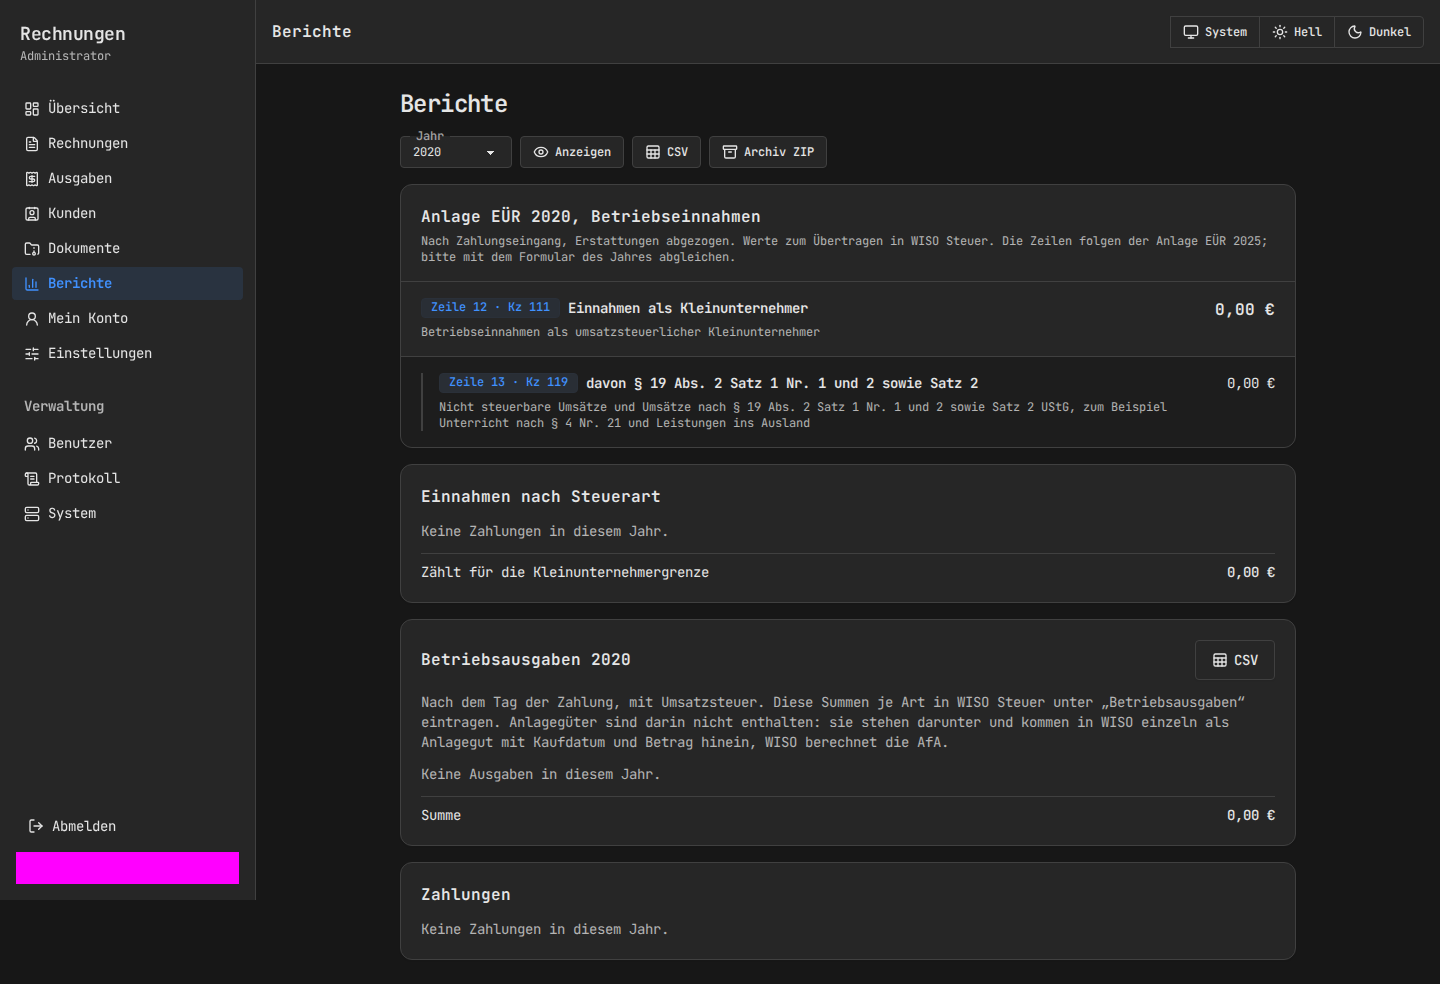 Rechnungen
Administrator
Übersicht
Rechnungen
Ausgaben
Kunden
Dokumente
Berichte
Mein Konto
Einstellungen
Verwaltung
Benutzer
Protokoll
System
Abmelden
Berichte
System
Hell
Dunkel
Berichte
Jahr
2020
Anzeigen
CSV
Archiv ZIP
Anlage EÜR 2020, Betriebseinnahmen
Nach Zahlungseingang, Erstattungen abgezogen. Werte zum Übertragen in WISO Steuer. Die Zeilen folgen der Anlage EÜR 2025;
bitte mit dem Formular des Jahres abgleichen.
Zeile 12 · Kz 111 Einnahmen als Kleinunternehmer 0,00 €
Betriebseinnahmen als umsatzsteuerlicher Kleinunternehmer
Zeile 13 · Kz 119 davon § 19 Abs. 2 Satz 1 Nr. 1 und 2 sowie Satz 2 0,00 €
Nicht steuerbare Umsätze und Umsätze nach § 19 Abs. 2 Satz 1 Nr. 1 und 2 sowie Satz 2 UStG, zum Beispiel
Unterricht nach § 4 Nr. 21 und Leistungen ins Ausland
Einnahmen nach Steuerart
Keine Zahlungen in diesem Jahr.
Zählt für die Kleinunternehmergrenze 0,00 €
Betriebsausgaben 2020
CSV
Nach dem Tag der Zahlung, mit Umsatzsteuer. Diese Summen je Art in WISO Steuer unter „Betriebsausgaben“
eintragen. Anlagegüter sind darin nicht enthalten: sie stehen darunter und kommen in WISO einzeln als
Anlagegut mit Kaufdatum und Betrag hinein, WISO berechnet die AfA.
Keine Ausgaben in diesem Jahr.
Summe 0,00 €
Zahlungen
Keine Zahlungen in diesem Jahr.